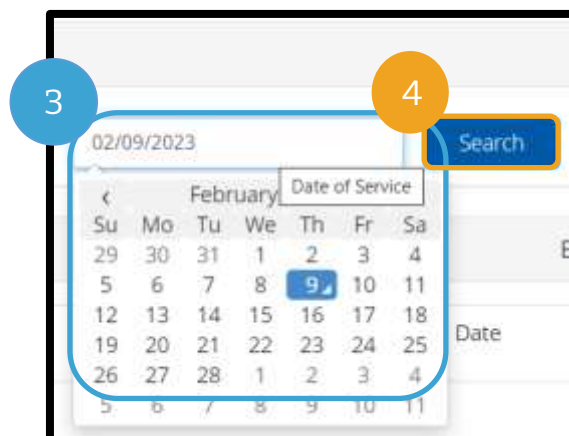 3
4
02/09/2023
Search
‹ February
Date of Service
Su Mo Tu We Th Fr Sa
29 30 31 1 2 3 4
5 6 7 8 9 10 11
12 13 14 15 16 17 18
19 20 21 22 23 24 25
26 27 28 1 2 3 4
5 6 7 8 9 10 11
Date